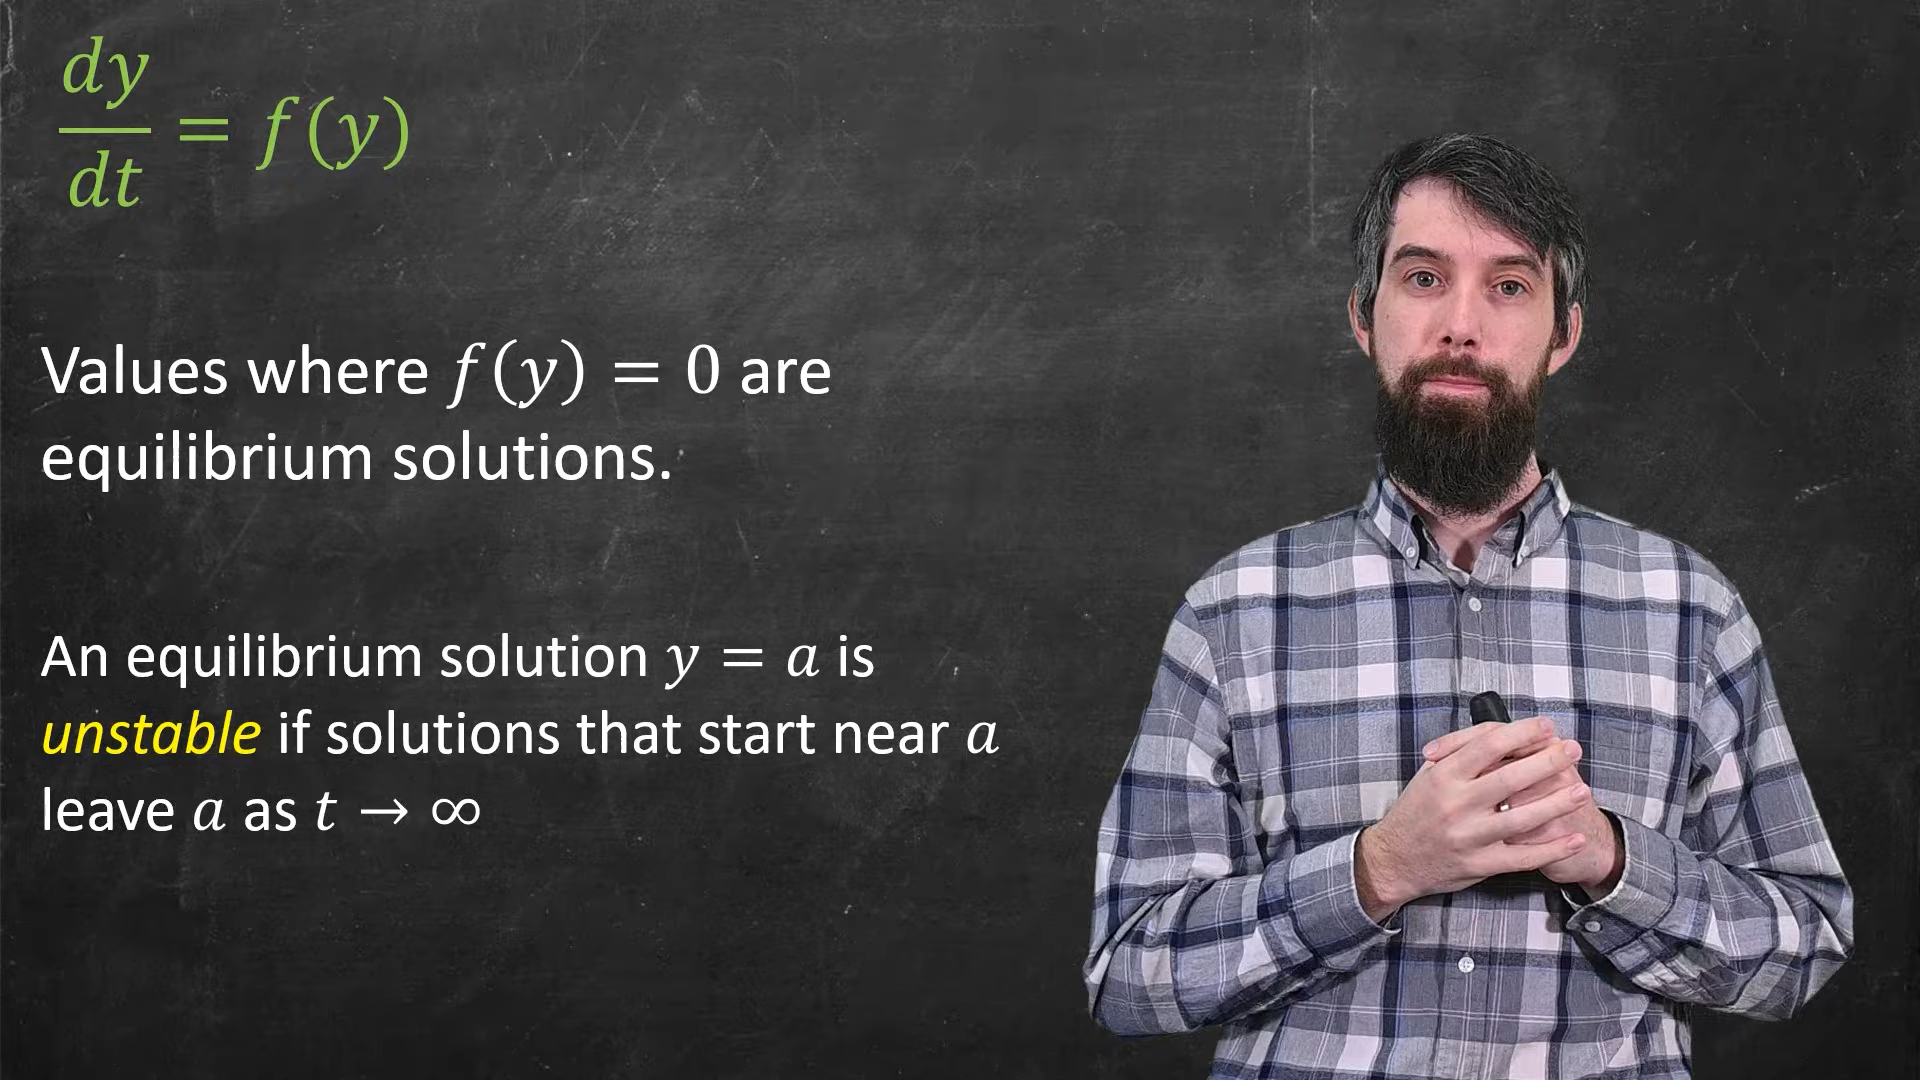 dy/dt = f(y)
Values where f(y) = 0 are
equilibrium solutions.
An equilibrium solution y = a is
unstable if solutions that start near a
leave a as t → ∞